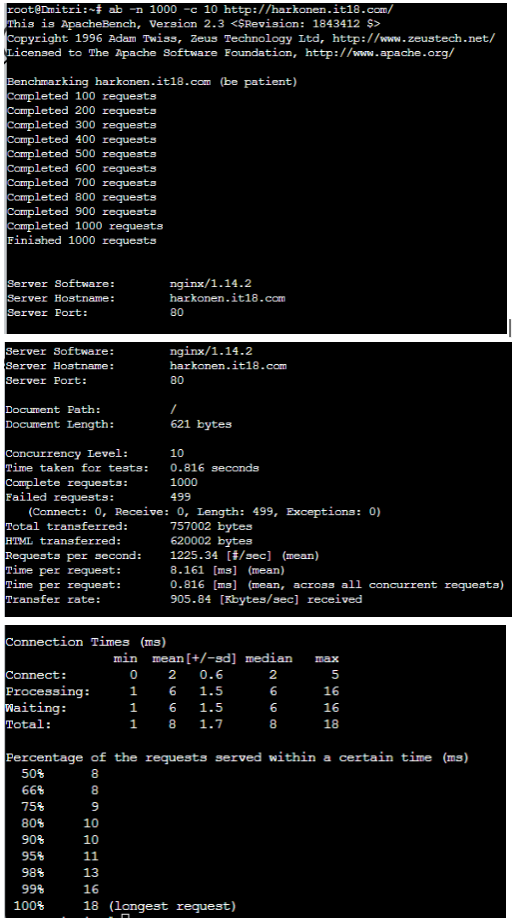 root@Dmitri:~# ab -n 1000 -c 10 http://harkonen.it18.com/
This is ApacheBench, Version 2.3 <$Revision: 1843412 $>
Copyright 1996 Adam Twiss, Zeus Technology Ltd, http://www.zeustech.net/
Licensed to The Apache Software Foundation, http://www.apache.org/

Benchmarking harkonen.it18.com (be patient)
Completed 100 requests
Completed 200 requests
Completed 300 requests
Completed 400 requests
Completed 500 requests
Completed 600 requests
Completed 700 requests
Completed 800 requests
Completed 900 requests
Completed 1000 requests
Finished 1000 requests

Server Software:        nginx/1.14.2
Server Hostname:        harkonen.it18.com
Server Port:            80

Server Software:        nginx/1.14.2
Server Hostname:        harkonen.it18.com
Server Port:            80

Document Path:          /
Document Length:        621 bytes

Concurrency Level:      10
Time taken for tests:   0.816 seconds
Complete requests:      1000
Failed requests:        499
   (Connect: 0, Receive: 0, Length: 499, Exceptions: 0)
Total transferred:      757002 bytes
HTML transferred:       620002 bytes
Requests per second:    1225.34 [#/sec] (mean)
Time per request:       8.161 [ms] (mean)
Time per request:       0.816 [ms] (mean, across all concurrent requests)
Transfer rate:          905.84 [Kbytes/sec] received

Connection Times (ms)
              min  mean[+/-sd] median   max
Connect:        0    2   0.6      2       5
Processing:     1    6   1.5      6      16
Waiting:        1    6   1.5      6      16
Total:          1    8   1.7      8      18

Percentage of the requests served within a certain time (ms)
  50%      8
  66%      8
  75%      9
  80%     10
  90%     10
  95%     11
  98%     13
  99%     16
 100%     18 (longest request)